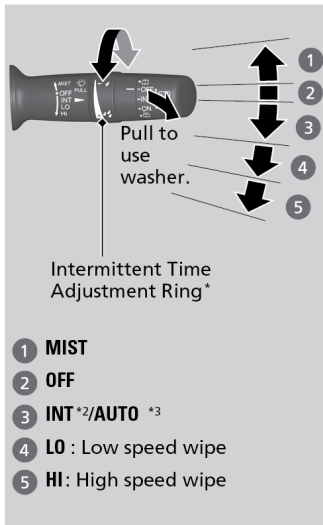 MIST
OFF PULL
INT
LO
HI
OFF
INT
ON
1
2
3
4
5
Pull to
use
washer.
Intermittent Time
Adjustment Ring*
1 MIST
2 OFF
3 INT*2/AUTO *3
4 LO : Low speed wipe
5 HI: High speed wipe